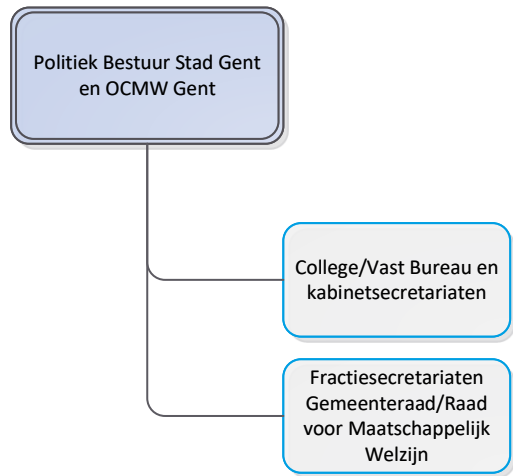 Politiek Bestuur Stad Gent
en OCMW Gent
College/Vast Bureau en
kabinetsecretariaten
Fractiesecretariaten
Gemeenteraad/Raad
voor Maatschappelijk
Welzijn